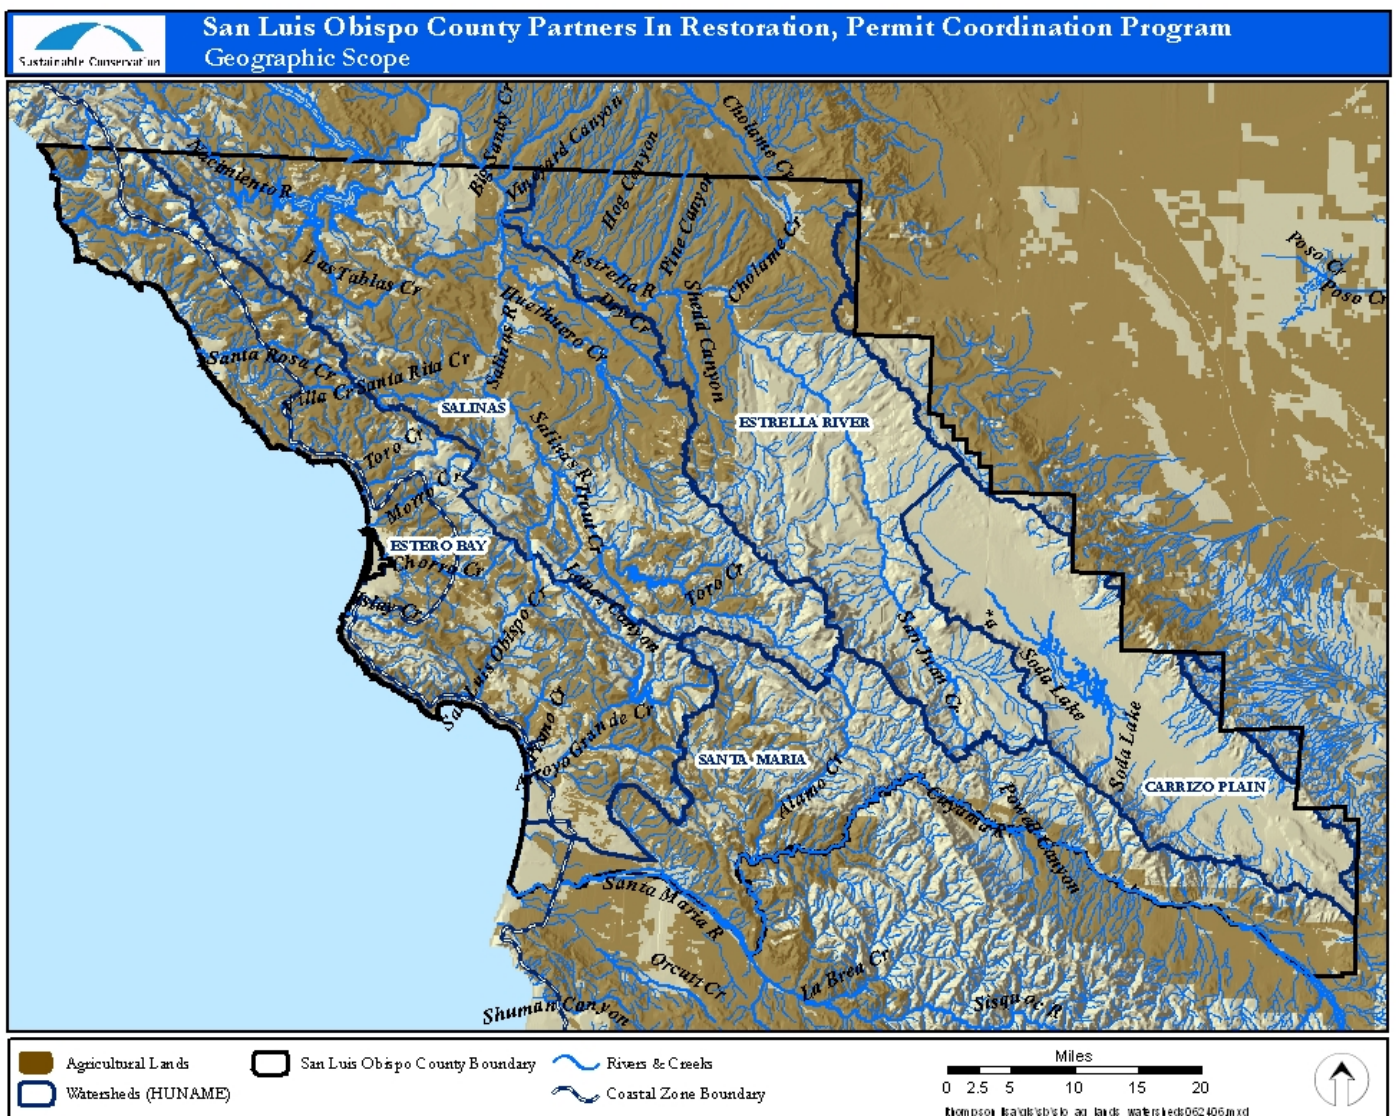 San Luis Obispo County Partners In Restoration, Permit Coordination Program
Geographic Scope
Sustainable Conservation
Nacimiento R
Big Sandy Cr
Vineyard Canyon
Hog Canyon
Pine Canyon
Cholame Cr
Cholame Cr
Poso Cr
Poso Cr
Las Tablas Cr
Estrella R
Dry Cr
Huerhuero Cr
Shedd Canyon
Salinas R
Santa Rosa Cr
Santa Rita Cr
Villa Cr
SALINAS
ESTRELLA RIVER
Toro Cr
Salinas R
Trout Cr
Morro Cr
ESTERO BAY
Chorro Cr
Islay Cr
Toro Cr
Lopez Canyon
San Luis Obispo Cr
San Juan Cr
Soda Lake
Soda Lake
Pismo Cr
Arroyo Grande Cr
SANTA MARIA
CARRIZO PLAIN
Alamo Cr
Cuyama R
Powell Canyon
Santa Maria R
La Brea Cr
Orcutt Cr
Sisquoc R
Shuman Canyon
Agricultural Lands
San Luis Obispo County Boundary
Rivers & Creeks
Watersheds (HUNAME)
Coastal Zone Boundary
Miles
0 2.5 5 10 15 20